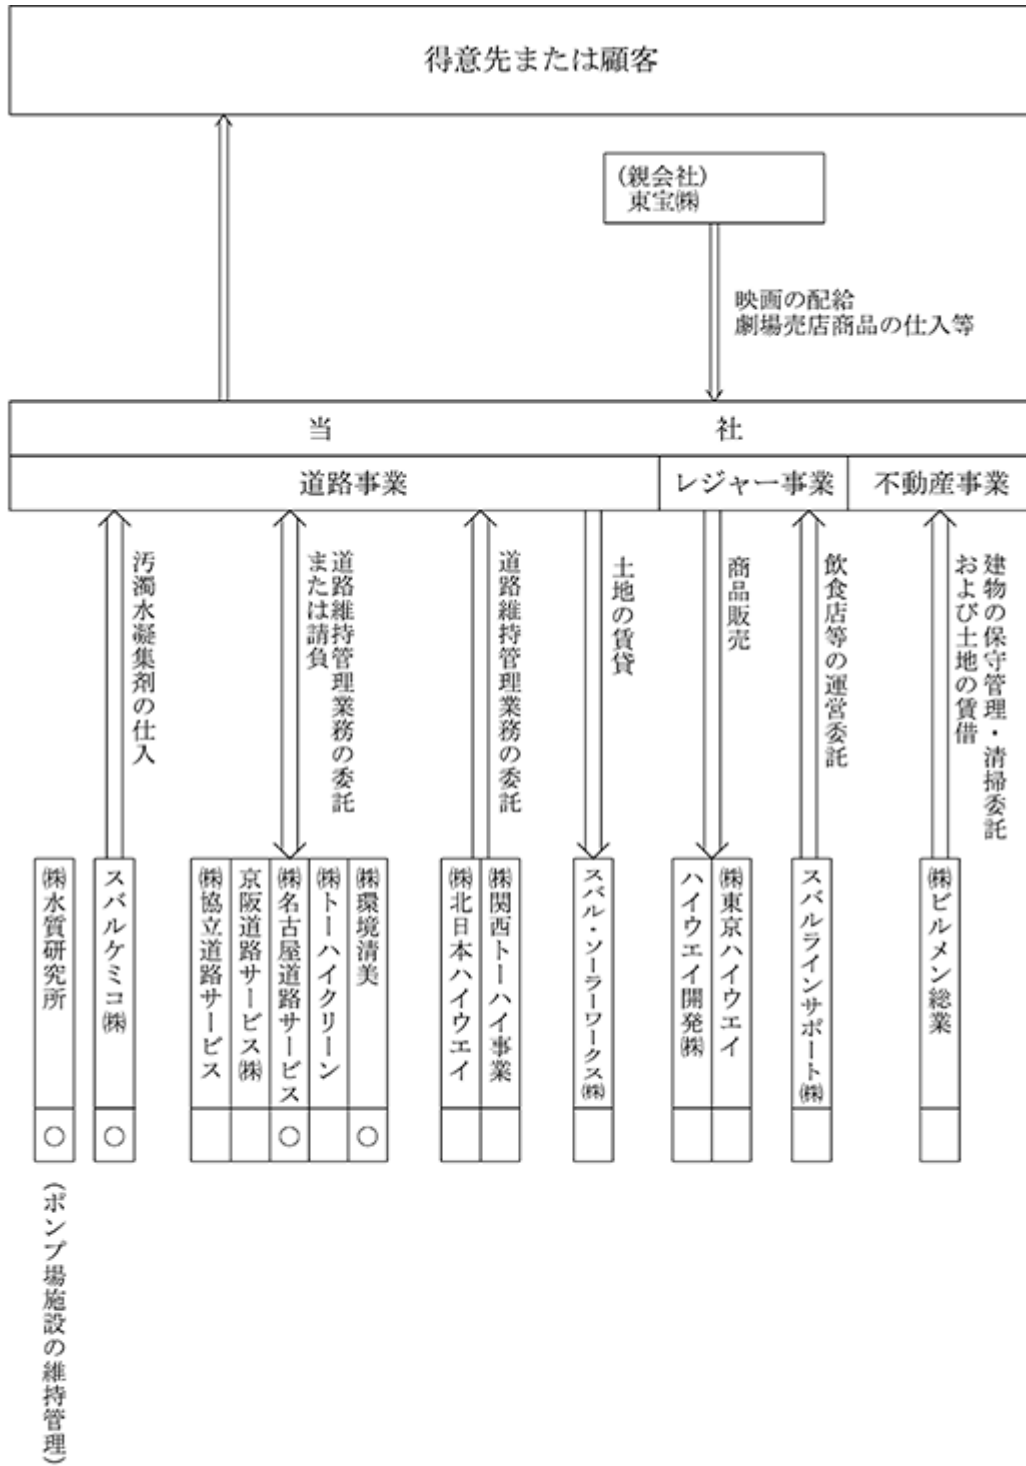 得意先または顧客
(親会社)
東宝㈱
映画の配給
劇場売店商品の仕入等
当社
道路事業
レジャー事業
不動産事業
汚濁水凝集剤の仕入
道路維持管理業務の委託
または請負
道路維持管理業務の委託
土地の賃貸
商品販売
飲食店等の運営委託
建物の保守管理・清掃委託
および土地の賃借
㈱水質研究所
スバルケミコ㈱
㈱協立道路サービス
京阪道路サービス㈱
㈱名古屋道路サービス
㈱トーハイクリーン
㈱環境清美
㈱北日本ハイウエイ
㈱関西トーハイ事業
スバル・ソーラーワークス㈱
ハイウエイ開発㈱
㈱東京ハイウエイ
スバルラインサポート㈱
㈱ビルメン総業
○
○
○
○
(ポンプ場施設の維持管理)